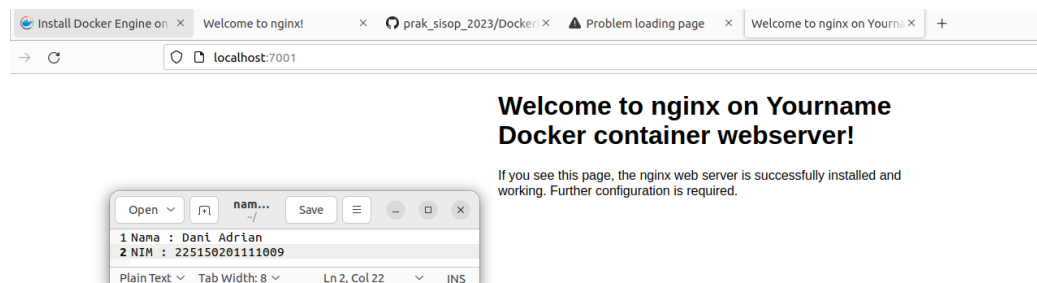 Install Docker Engine on
Welcome to nginx!
prak_sisop_2023/Docker
Problem loading page
Welcome to nginx on Yourna
localhost:7001
Welcome to nginx on Yourname
Docker container webserver!
If you see this page, the nginx web server is successfully installed and
working. Further configuration is required.
Open
nam...
~/
Save
1 Nama : Dani Adrian
2 NIM : 225150201111009
Plain Text
Tab Width: 8
Ln 2, Col 22
INS